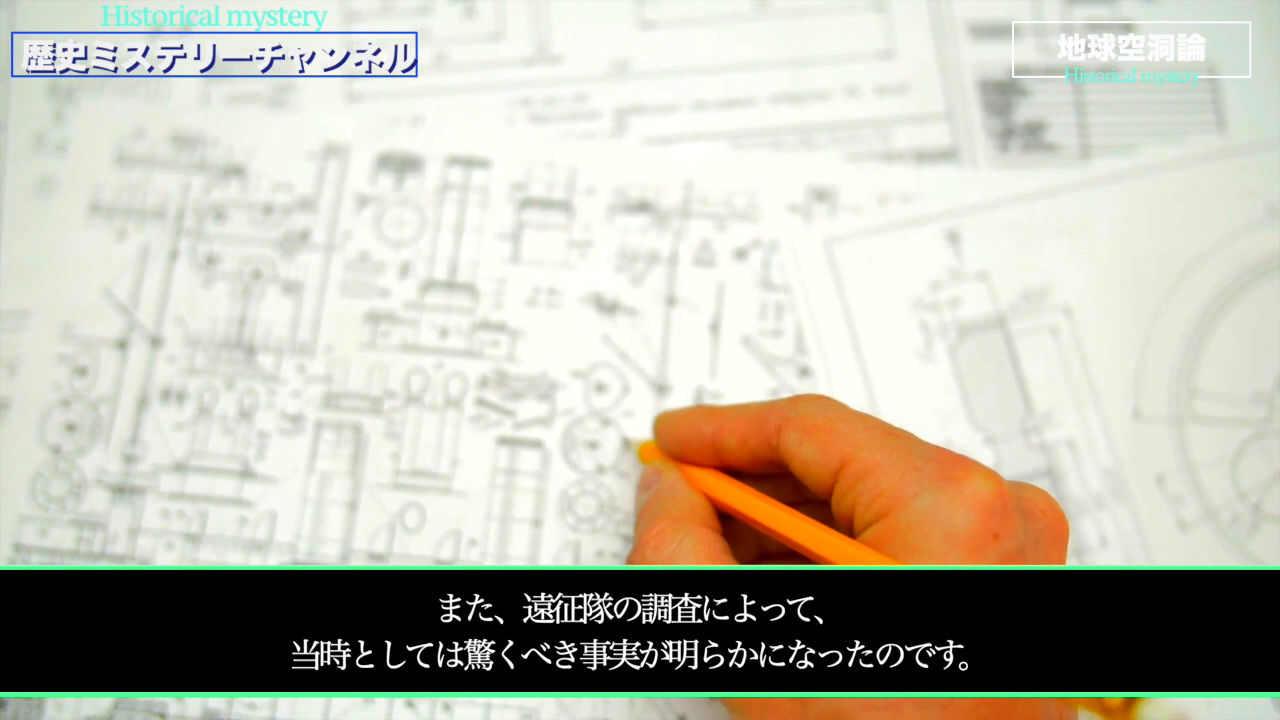 Historical mystery
歴史ミステリーチャンネル
地球空洞論
Historical mystery
また、遠征隊の調査によって、
当時としては驚くべき事実が明らかになったのです。